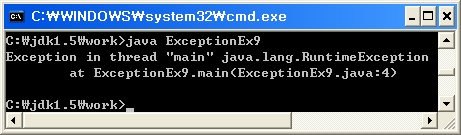 C:₩WINDOWS₩system32₩cmd.exe
C:₩jdk1.5₩work>java ExceptionEx9
Exception in thread "main" java.lang.RuntimeException
        at ExceptionEx9.main(ExceptionEx9.java:4)
C:₩jdk1.5₩work>_